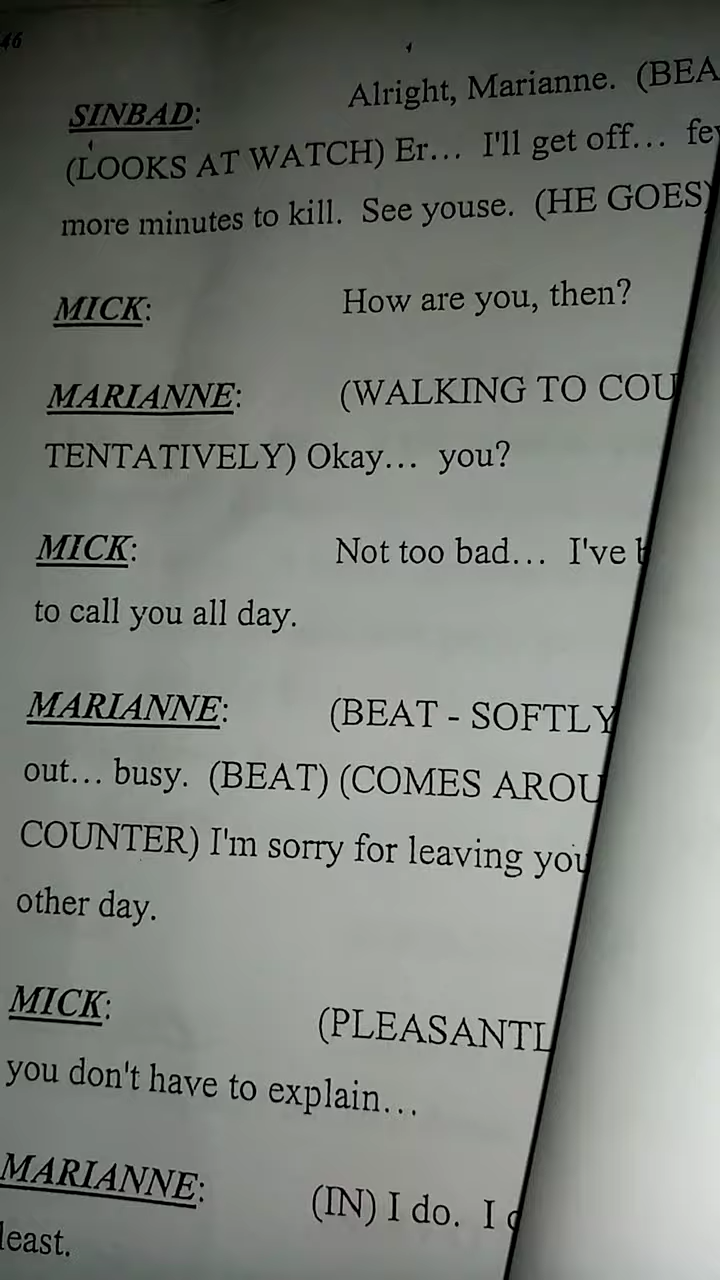 46
SINBAD: Alright, Marianne. (BEA
(LOOKS AT WATCH) Er... I'll get off... fe
more minutes to kill. See youse. (HE GOES)
MICK: How are you, then?
MARIANNE: (WALKING TO COU
TENTATIVELY) Okay... you?
MICK: Not too bad... I've
to call you all day.
MARIANNE: (BEAT - SOFTLY
out... busy. (BEAT) (COMES AROU
COUNTER) I'm sorry for leaving you
other day.
MICK: (PLEASANTL
you don't have to explain...
MARIANNE: (IN) I do. I
least.